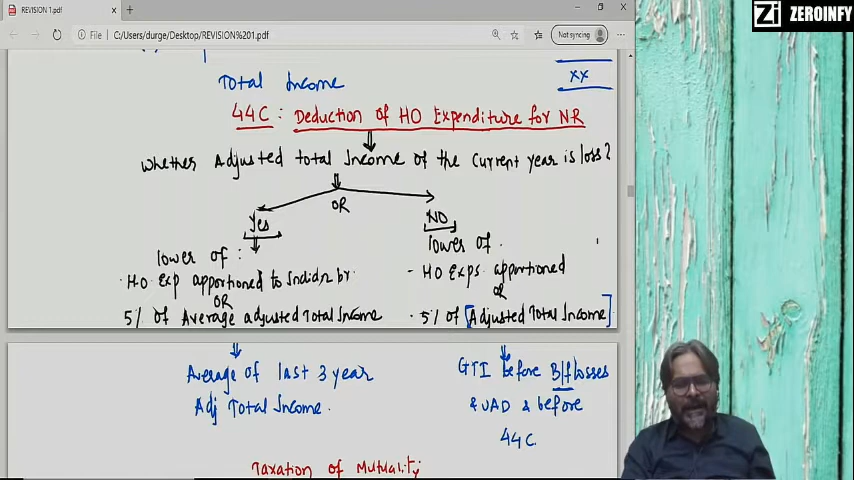 REVISION 1.pdf
File
C:/Users/durge/Desktop/REVISION%201.pdf
Not syncing
Zi ZEROINFY
Total Income
xx
44C : Deduction of HO Expenditure for NR
Whether Adjusted total Income of the Current year is loss?
OR
Yes
NO
lower of :
HO Exp apportioned to Indian br
OR
5% of Average adjusted Total Income
lower of
- HO Exps apportioned
OR
5% of [Adjusted Total Income]
Average of last 3 year
Adj Total Income.
GTI before B/f losses
& UAD & before
44C
Taxation of Mutuality